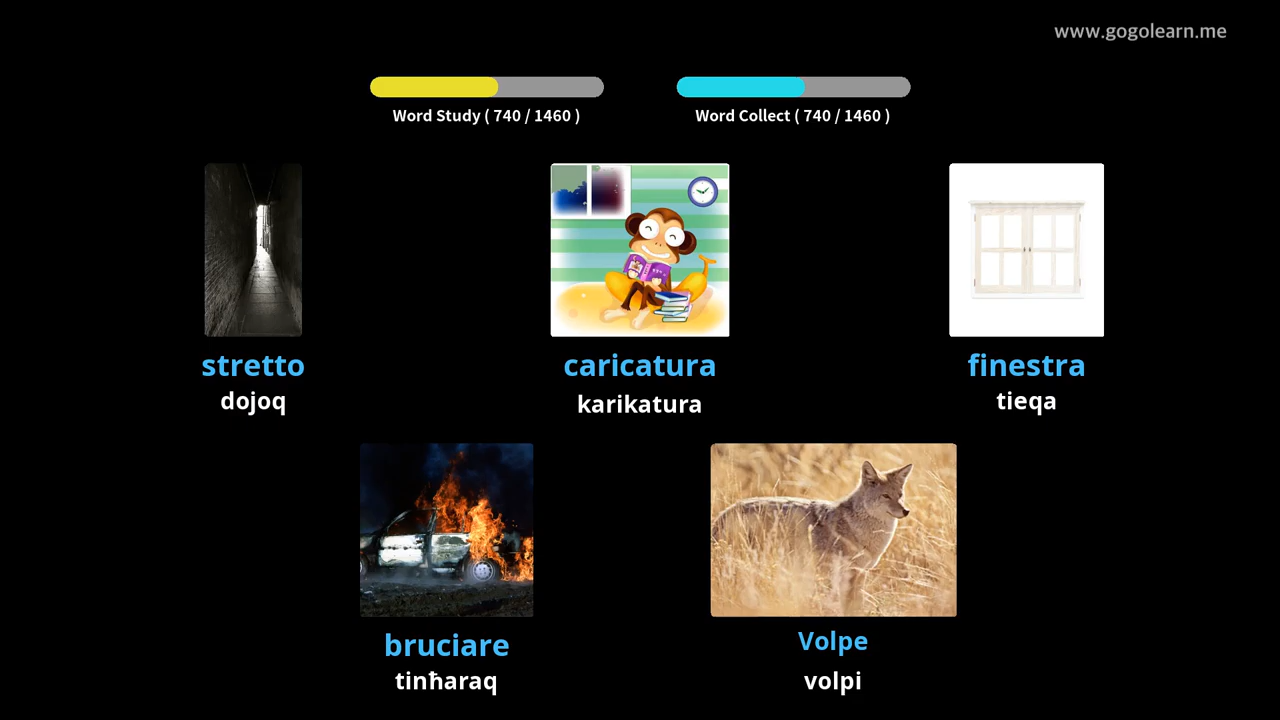 www.gogolearn.me
Word Study ( 740 / 1460 )
Word Collect ( 740 / 1460 )
stretto
dojoq
caricatura
karikatura
finestra
tieqa
bruciare
tinħaraq
Volpe
volpi